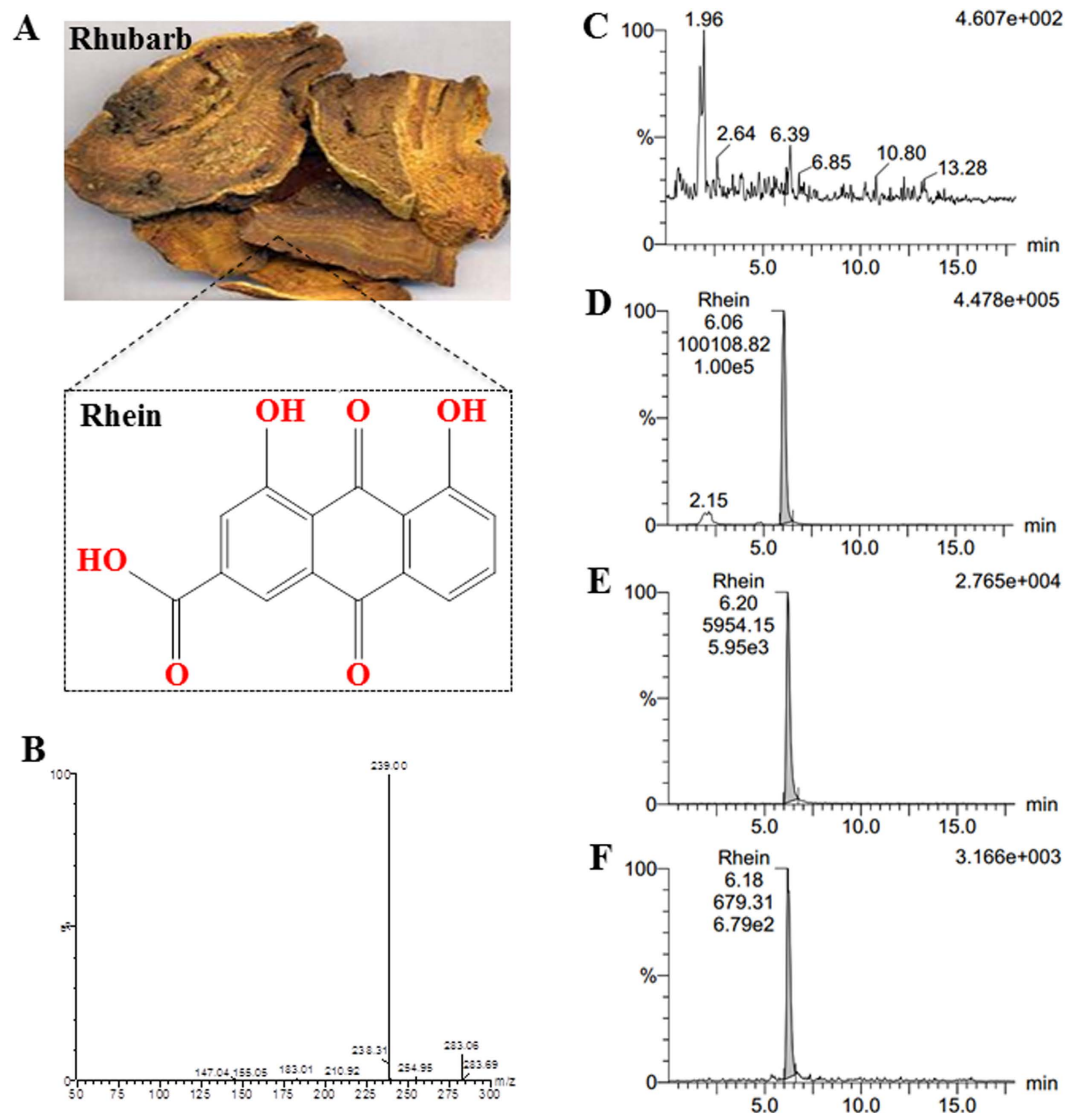 A
Rhubarb
Rhein
OH O OH
HO
O O
B
100
239.00
%
238.31
283.06
147.04 155.05 183.01 210.92 254.95 283.69
0
m/z
50 75 100 125 150 175 200 225 250 275 300
C
1.96
4.607e+002
100
%
2.64
6.39
6.85
10.80
13.28
0
min
5.0 10.0 15.0
D
Rhein
6.06
100108.82
1.00e5
4.478e+005
100
%
2.15
0
min
5.0 10.0 15.0
E
Rhein
6.20
5954.15
5.95e3
2.765e+004
100
%
0
min
5.0 10.0 15.0
F
Rhein
6.18
679.31
6.79e2
3.166e+003
100
%
0
min
5.0 10.0 15.0